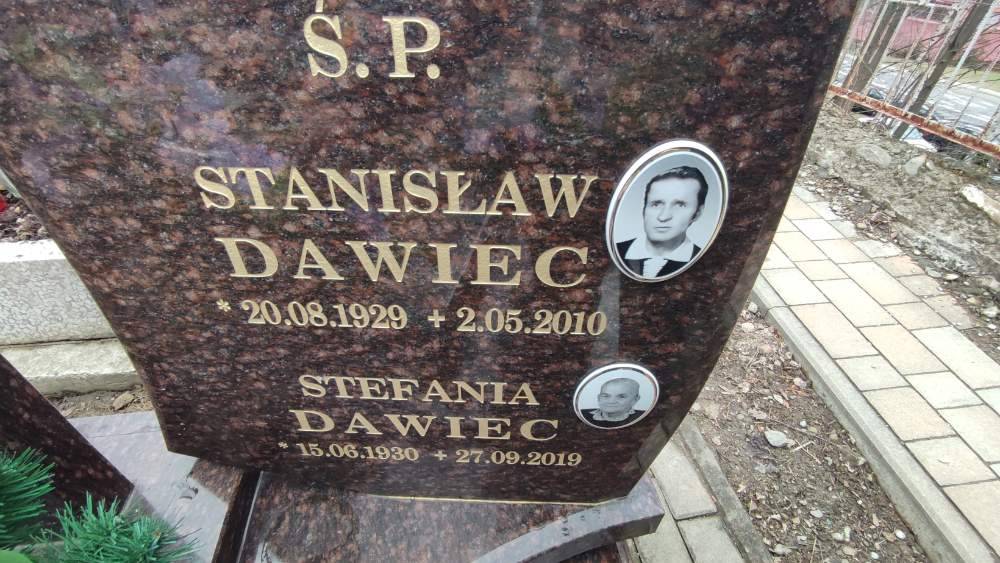 Ś.P.
STANISŁAW
DAWIEC
* 20.08.1929 + 2.05.2010
STEFANIA
DAWIEC
* 15.06.1930 + 27.09.2019